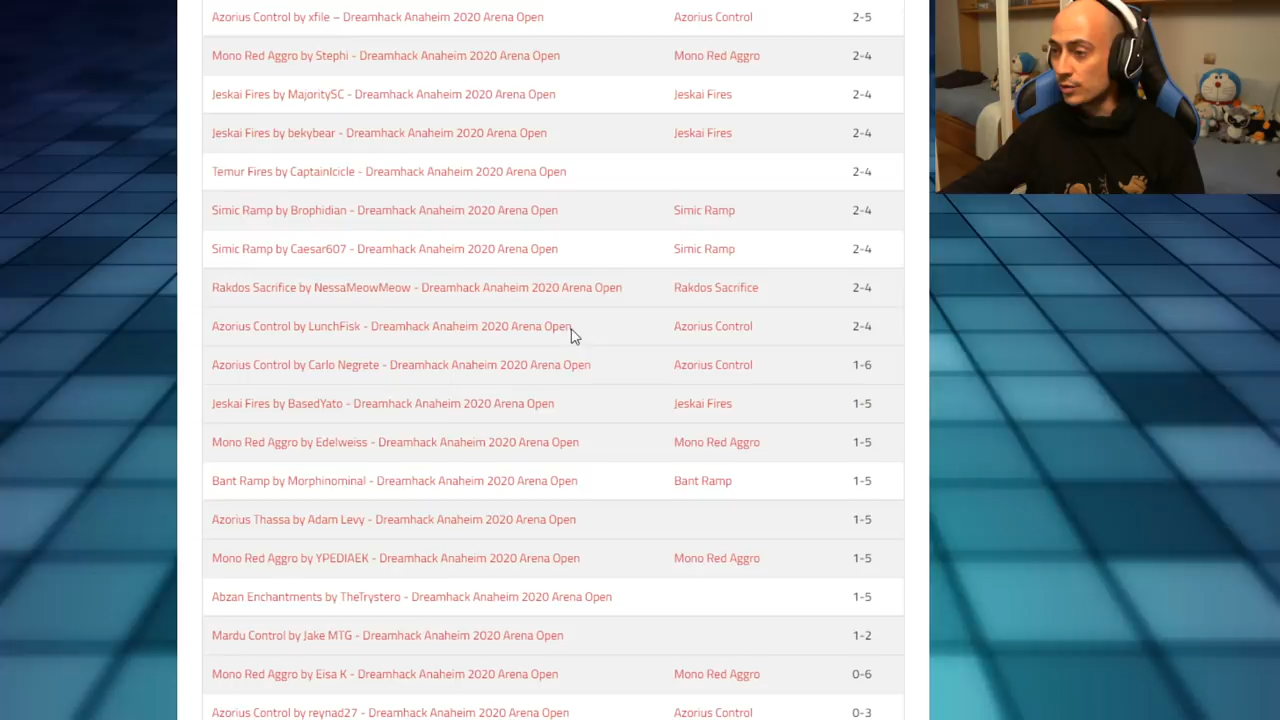 Azorius Control by xfile – Dreamhack Anaheim 2020 Arena Open Azorius Control 2-5
Mono Red Aggro by Stephi - Dreamhack Anaheim 2020 Arena Open Mono Red Aggro 2-4
Jeskai Fires by MajoritySC - Dreamhack Anaheim 2020 Arena Open Jeskai Fires 2-4
Jeskai Fires by bekybear - Dreamhack Anaheim 2020 Arena Open Jeskai Fires 2-4
Temur Fires by CaptainIcicle - Dreamhack Anaheim 2020 Arena Open 2-4
Simic Ramp by Brophidian - Dreamhack Anaheim 2020 Arena Open Simic Ramp 2-4
Simic Ramp by Caesar607 - Dreamhack Anaheim 2020 Arena Open Simic Ramp 2-4
Rakdos Sacrifice by NessaMeowMeow - Dreamhack Anaheim 2020 Arena Open Rakdos Sacrifice 2-4
Azorius Control by LunchFisk - Dreamhack Anaheim 2020 Arena Open Azorius Control 2-4
Azorius Control by Carlo Negrete - Dreamhack Anaheim 2020 Arena Open Azorius Control 1-6
Jeskai Fires by BasedYato - Dreamhack Anaheim 2020 Arena Open Jeskai Fires 1-5
Mono Red Aggro by Edelweiss - Dreamhack Anaheim 2020 Arena Open Mono Red Aggro 1-5
Bant Ramp by Morphinominal - Dreamhack Anaheim 2020 Arena Open Bant Ramp 1-5
Azorius Thassa by Adam Levy - Dreamhack Anaheim 2020 Arena Open 1-5
Mono Red Aggro by YPEDIAEK - Dreamhack Anaheim 2020 Arena Open Mono Red Aggro 1-5
Abzan Enchantments by TheTrystero - Dreamhack Anaheim 2020 Arena Open 1-5
Mardu Control by Jake MTG - Dreamhack Anaheim 2020 Arena Open 1-2
Mono Red Aggro by Eisa K - Dreamhack Anaheim 2020 Arena Open Mono Red Aggro 0-6
Azorius Control by reynad27 - Dreamhack Anaheim 2020 Arena Open Azorius Control 0-3